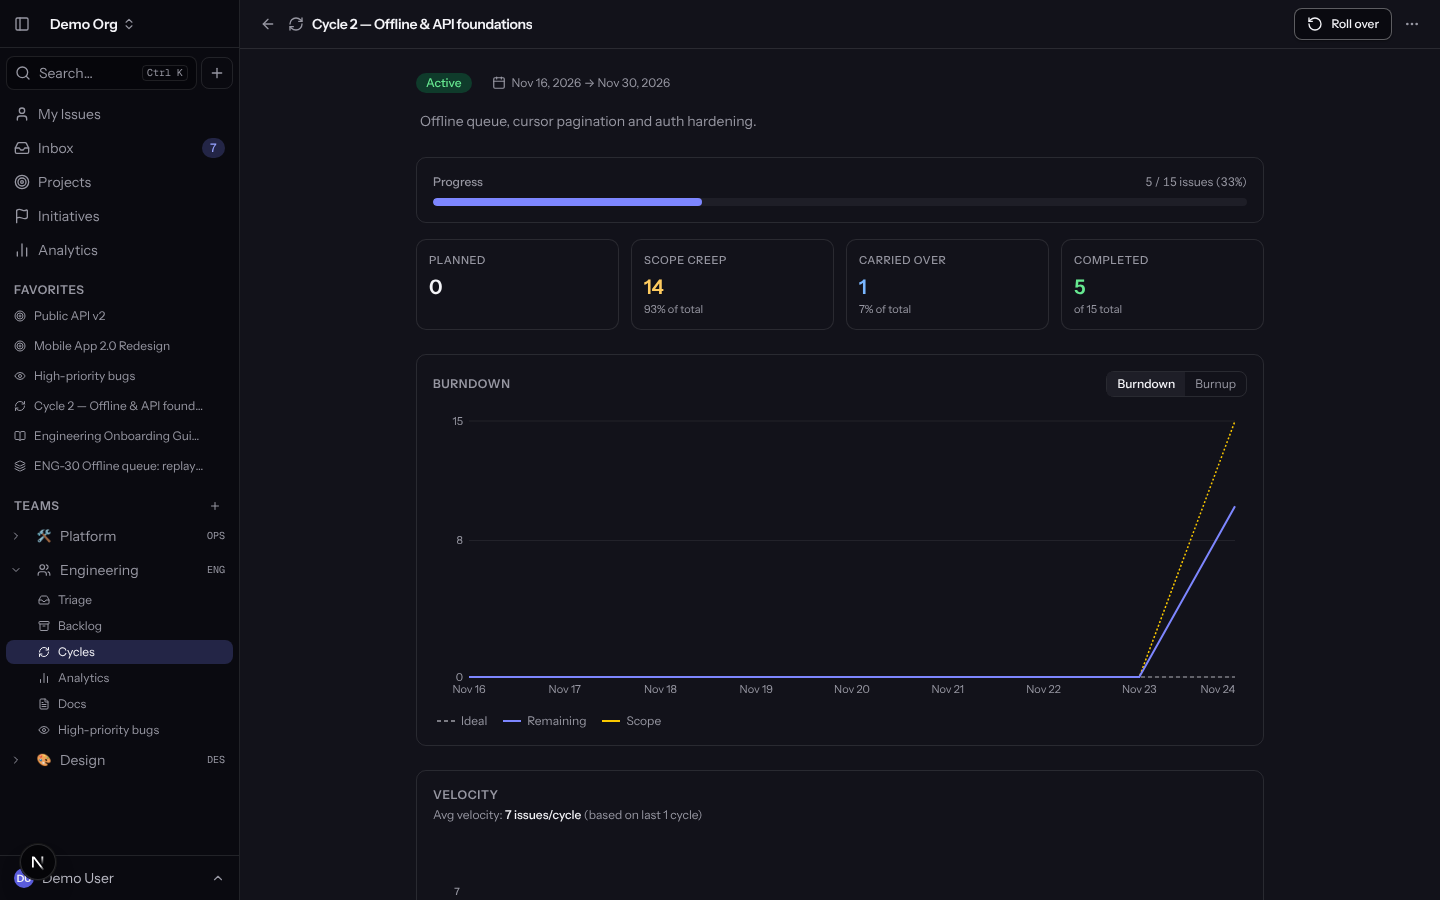 Demo Org
Search...
Ctrl K
My Issues
Inbox
7
Projects
Initiatives
Analytics
FAVORITES
Public API v2
Mobile App 2.0 Redesign
High-priority bugs
Cycle 2 — Offline & API found...
Engineering Onboarding Gui...
ENG-30 Offline queue: replay...
TEAMS
Platform
OPS
Engineering
ENG
Triage
Backlog
Cycles
Analytics
Docs
High-priority bugs
Design
DES
Demo User
Cycle 2 — Offline & API foundations
Roll over
Active
Nov 16, 2026 → Nov 30, 2026
Offline queue, cursor pagination and auth hardening.
Progress
5 / 15 issues (33%)
PLANNED
0
SCOPE CREEP
14
93% of total
CARRIED OVER
1
7% of total
COMPLETED
5
of 15 total
BURNDOWN
Burndown
Burnup
15
8
0
Nov 16
Nov 17
Nov 18
Nov 19
Nov 20
Nov 21
Nov 22
Nov 23
Nov 24
Ideal
Remaining
Scope
VELOCITY
Avg velocity: 7 issues/cycle (based on last 1 cycle)
7